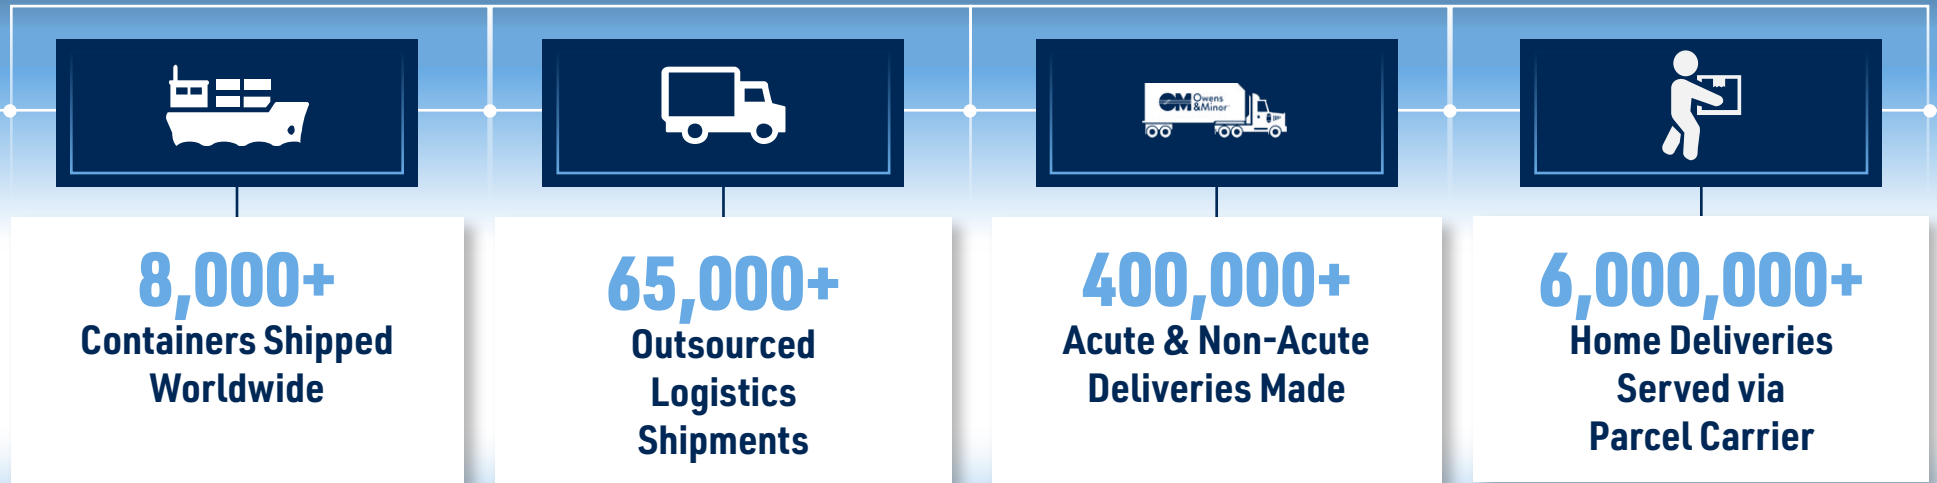 Owens
&Minor
8,000+
Containers Shipped
Worldwide
65,000+
Outsourced
Logistics
Shipments
400,000+
Acute & Non-Acute
Deliveries Made
6,000,000+
Home Deliveries
Served via
Parcel Carrier